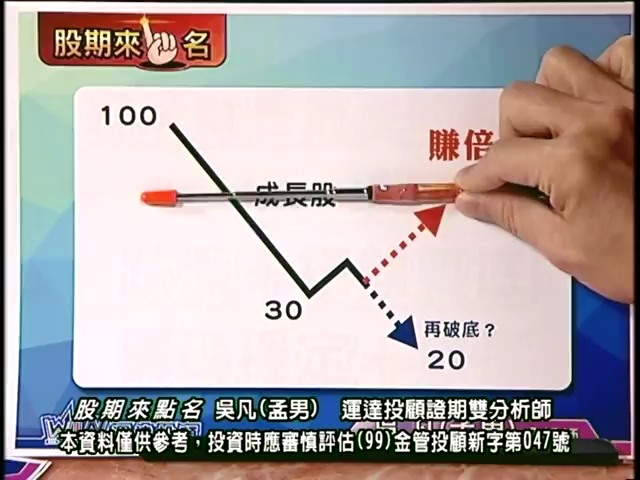 股期來名
100
賺倍
成長股
30
再破底？
20
股期來點名 吳凡(孟男) 運達投顧證期雙分析師
本資料僅供參考，投資時應審慎評估(99)金管投顧新字第047號